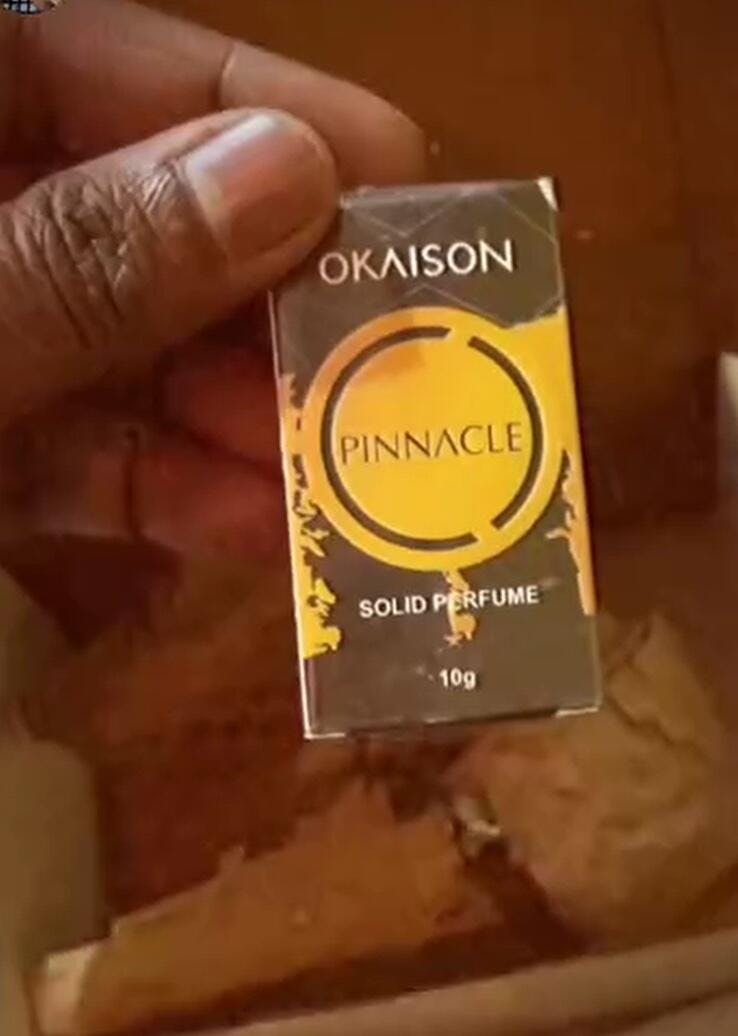 OKAISON
PINNACLE
SOLID PERFUME
10g